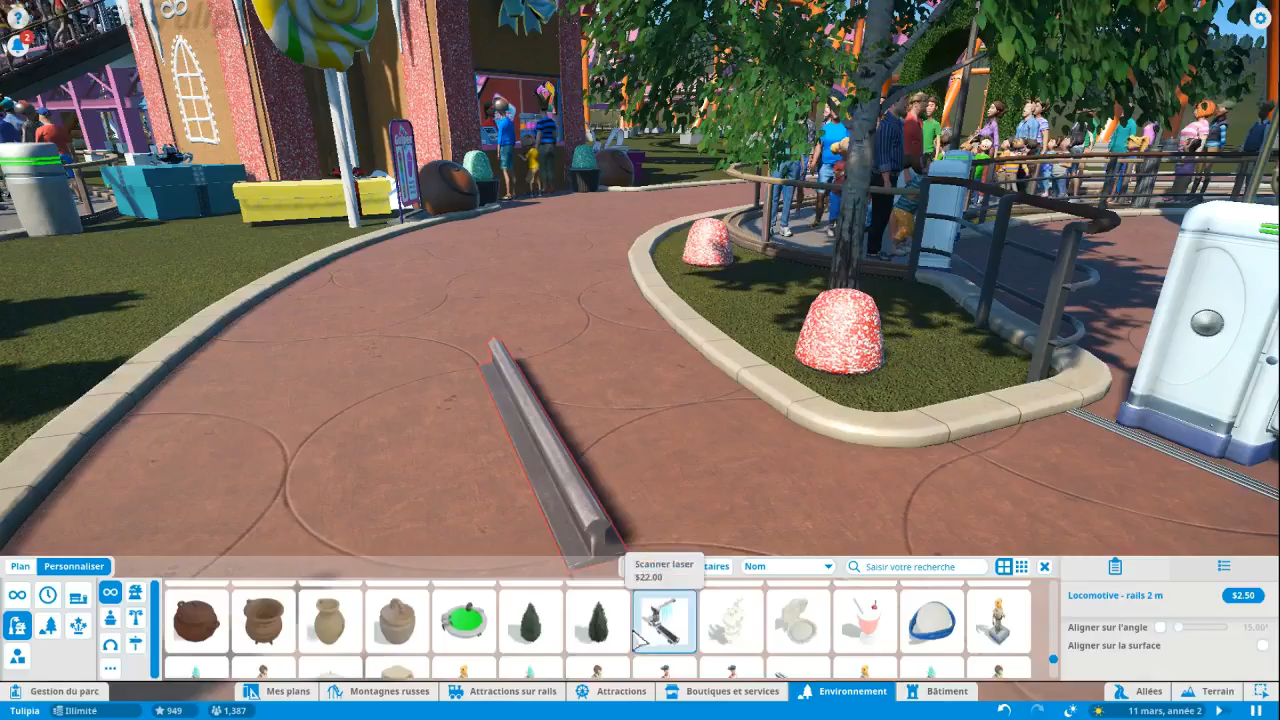 ?
2
Plan
Personnaliser
Scanner laser
$22.00
taires
Nom
Saisir votre recherche
Locomotive - rails 2 m
$2.50
Aligner sur l'angle
15.00°
Aligner sur la surface
Gestion du parc
Mes plans
Montagnes russes
Attractions sur rails
Attractions
Boutiques et services
Environnement
Bâtiment
Allées
Terrain
Tulipia
Illimité
949
1,387
11 mars, année 2